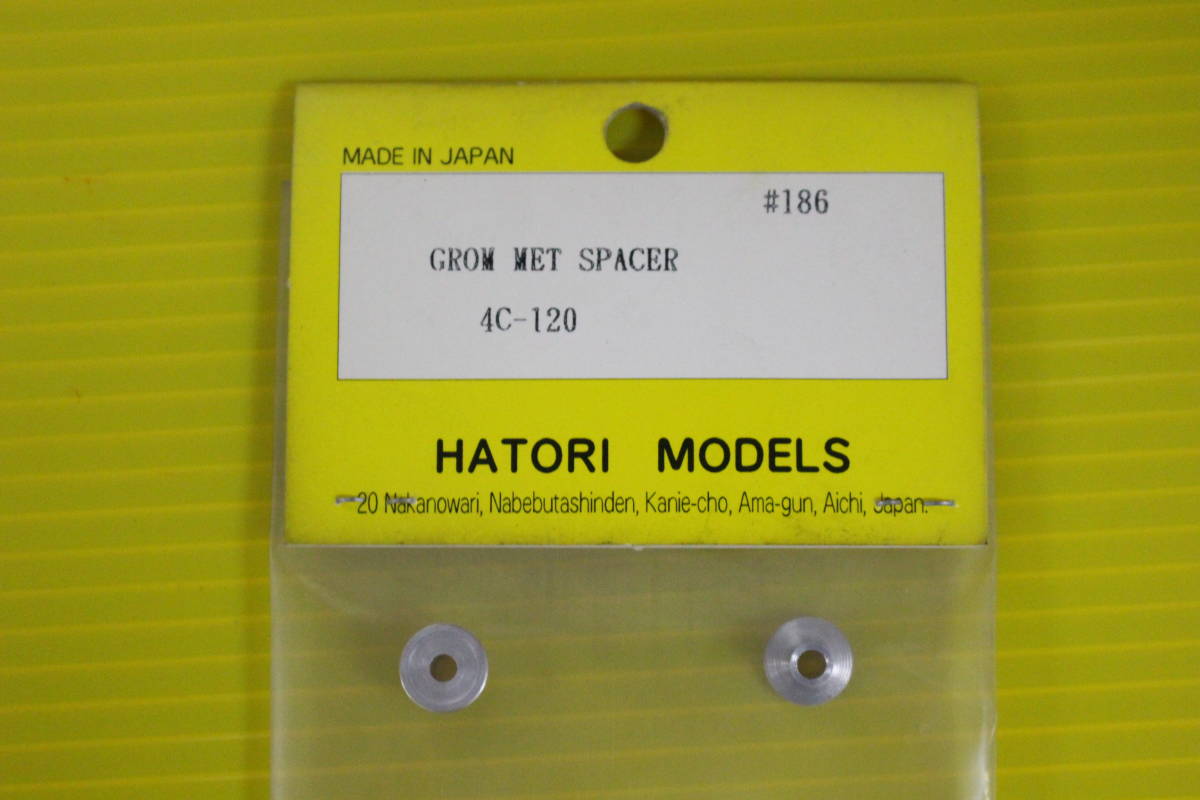 MADE IN JAPAN
#186
GROM MET SPACER
4C-120
HATORI MODELS
20 Nakanowari, Nabebutashinden, Kanie-cho, Ama-gun, Aichi, Japan.